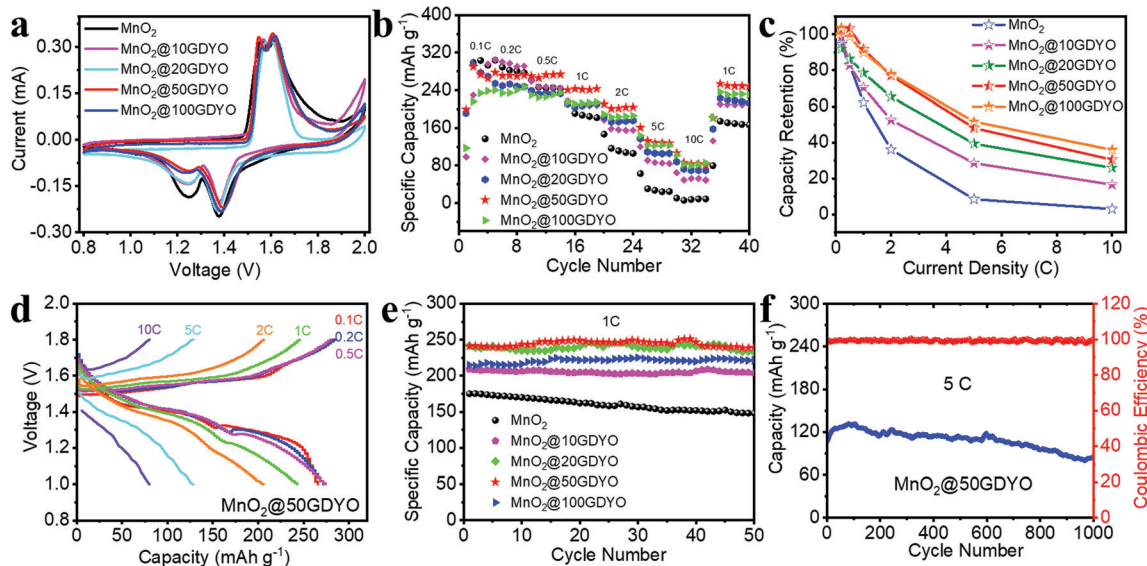 a
0.30
0.15
0.00
-0.15
-0.30
Current (mA)
MnO2
MnO2@10GDYO
MnO2@20GDYO
MnO2@50GDYO
MnO2@100GDYO
0.8 1.0 1.2 1.4 1.6 1.8 2.0
Voltage (V)
b
400
320
240
160
80
0
Specific Capacity (mAh g-1)
0.1C 0.2C
0.5C
1C
2C
5C
10C
1C
MnO2
MnO2@10GDYO
MnO2@20GDYO
MnO2@50GDYO
MnO2@100GDYO
0 8 16 24 32 40
Cycle Number
c
100
80
60
40
20
0
Capacity Retention (%)
MnO2
MnO2@10GDYO
MnO2@20GDYO
MnO2@50GDYO
MnO2@100GDYO
0 2 4 6 8 10
Current Density (C)
d
2.0
1.8
1.6
1.4
1.2
1.0
0.8
Voltage (V)
10C 5C 2C 1C 0.1C
0.2C
0.5C
MnO2@50GDYO
0 50 100 150 200 250 300
Capacity (mAh g-1)
e
300
250
200
150
100
50
0
Specific Capacity (mAh g-1)
1C
MnO2
MnO2@10GDYO
MnO2@20GDYO
MnO2@50GDYO
MnO2@100GDYO
0 10 20 30 40 50
Cycle Number
f
300
240
180
120
60
0
Capacity (mAh g-1)
5 C
MnO2@50GDYO
120
100
80
60
40
20
0
Coulombic Efficiency (%)
0 200 400 600 800 1000
Cycle Number